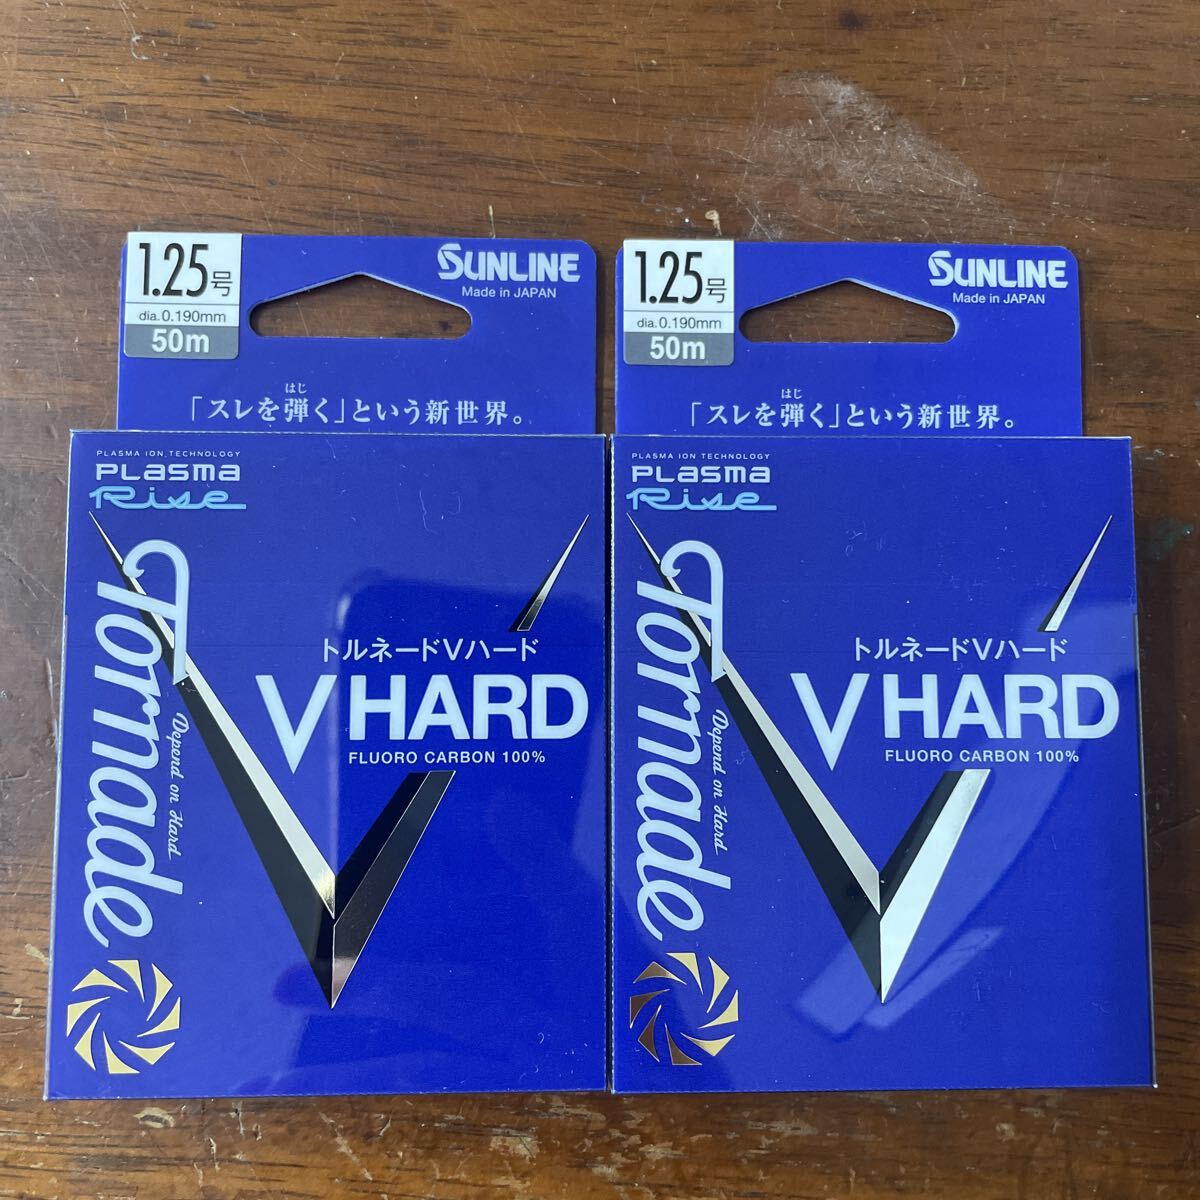 1.25号
dia.0.190mm
50m
SUNLINE
Made in JAPAN
はじ
「スレを弾く」という新世界。
PLASMA ION TECHNOLOGY
PLASMA
Rise
Tornado
Depend on Hard
トルネードVハード
V HARD
FLUORO CARBON 100%
1.25号
dia.0.190mm
50m
SUNLINE
Made in JAPAN
はじ
「スレを弾く」という新世界。
PLASMA ION TECHNOLOGY
PLASMA
Rise
Tornado
Depend on Hard
トルネードVハード
V HARD
FLUORO CARBON 100%